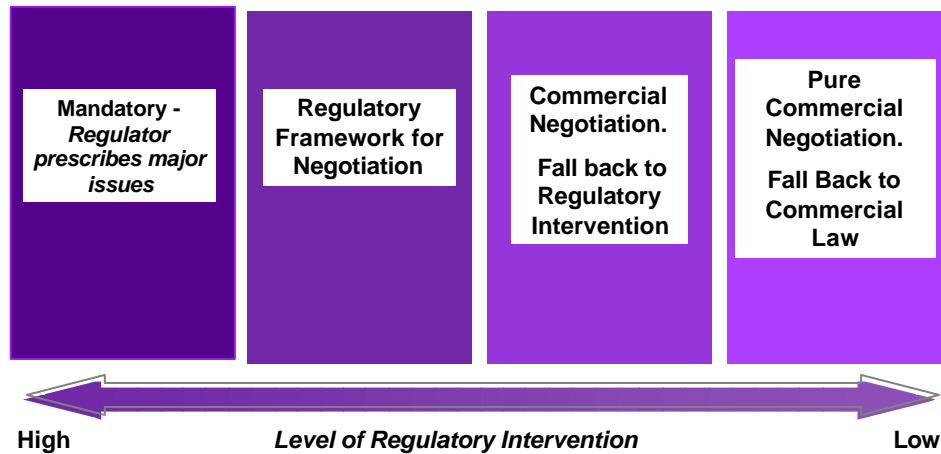 Mandatory -
Regulator
prescribes major
issues
Regulatory
Framework for
Negotiation
Commercial
Negotiation.
Fall back to
Regulatory
Intervention
Pure
Commercial
Negotiation.
Fall Back to
Commercial
Law
High
Level of Regulatory Intervention
Low